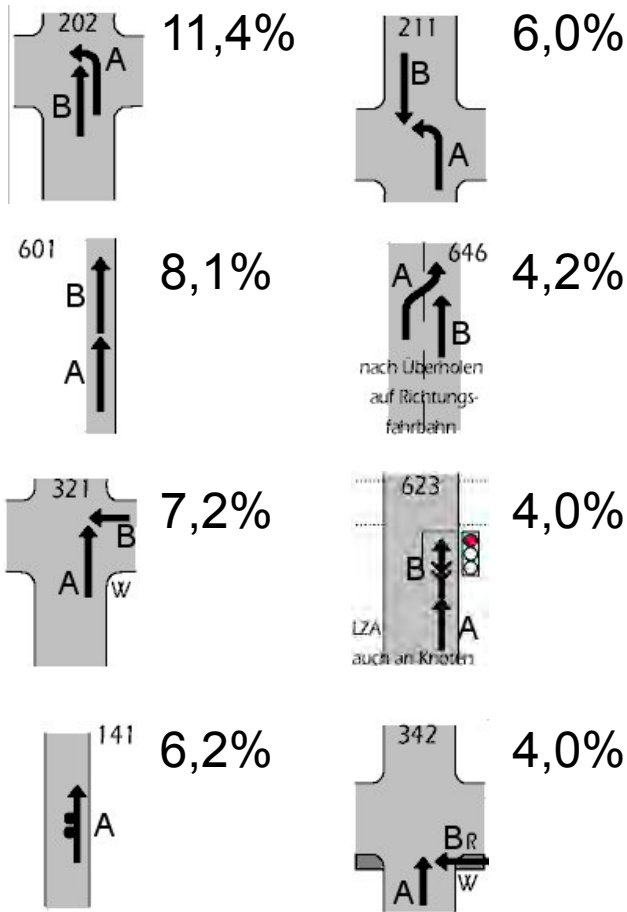 202
A
B
11,4%
211
B
A
6,0%
601
B
A
8,1%
646
A
B
nach Überholen
auf Richtungs-
fahrbahn
4,2%
321
B
A
W
7,2%
623
B
A
LZA
auch an Knoten
4,0%
141
A
6,2%
342
BR
A
W
4,0%